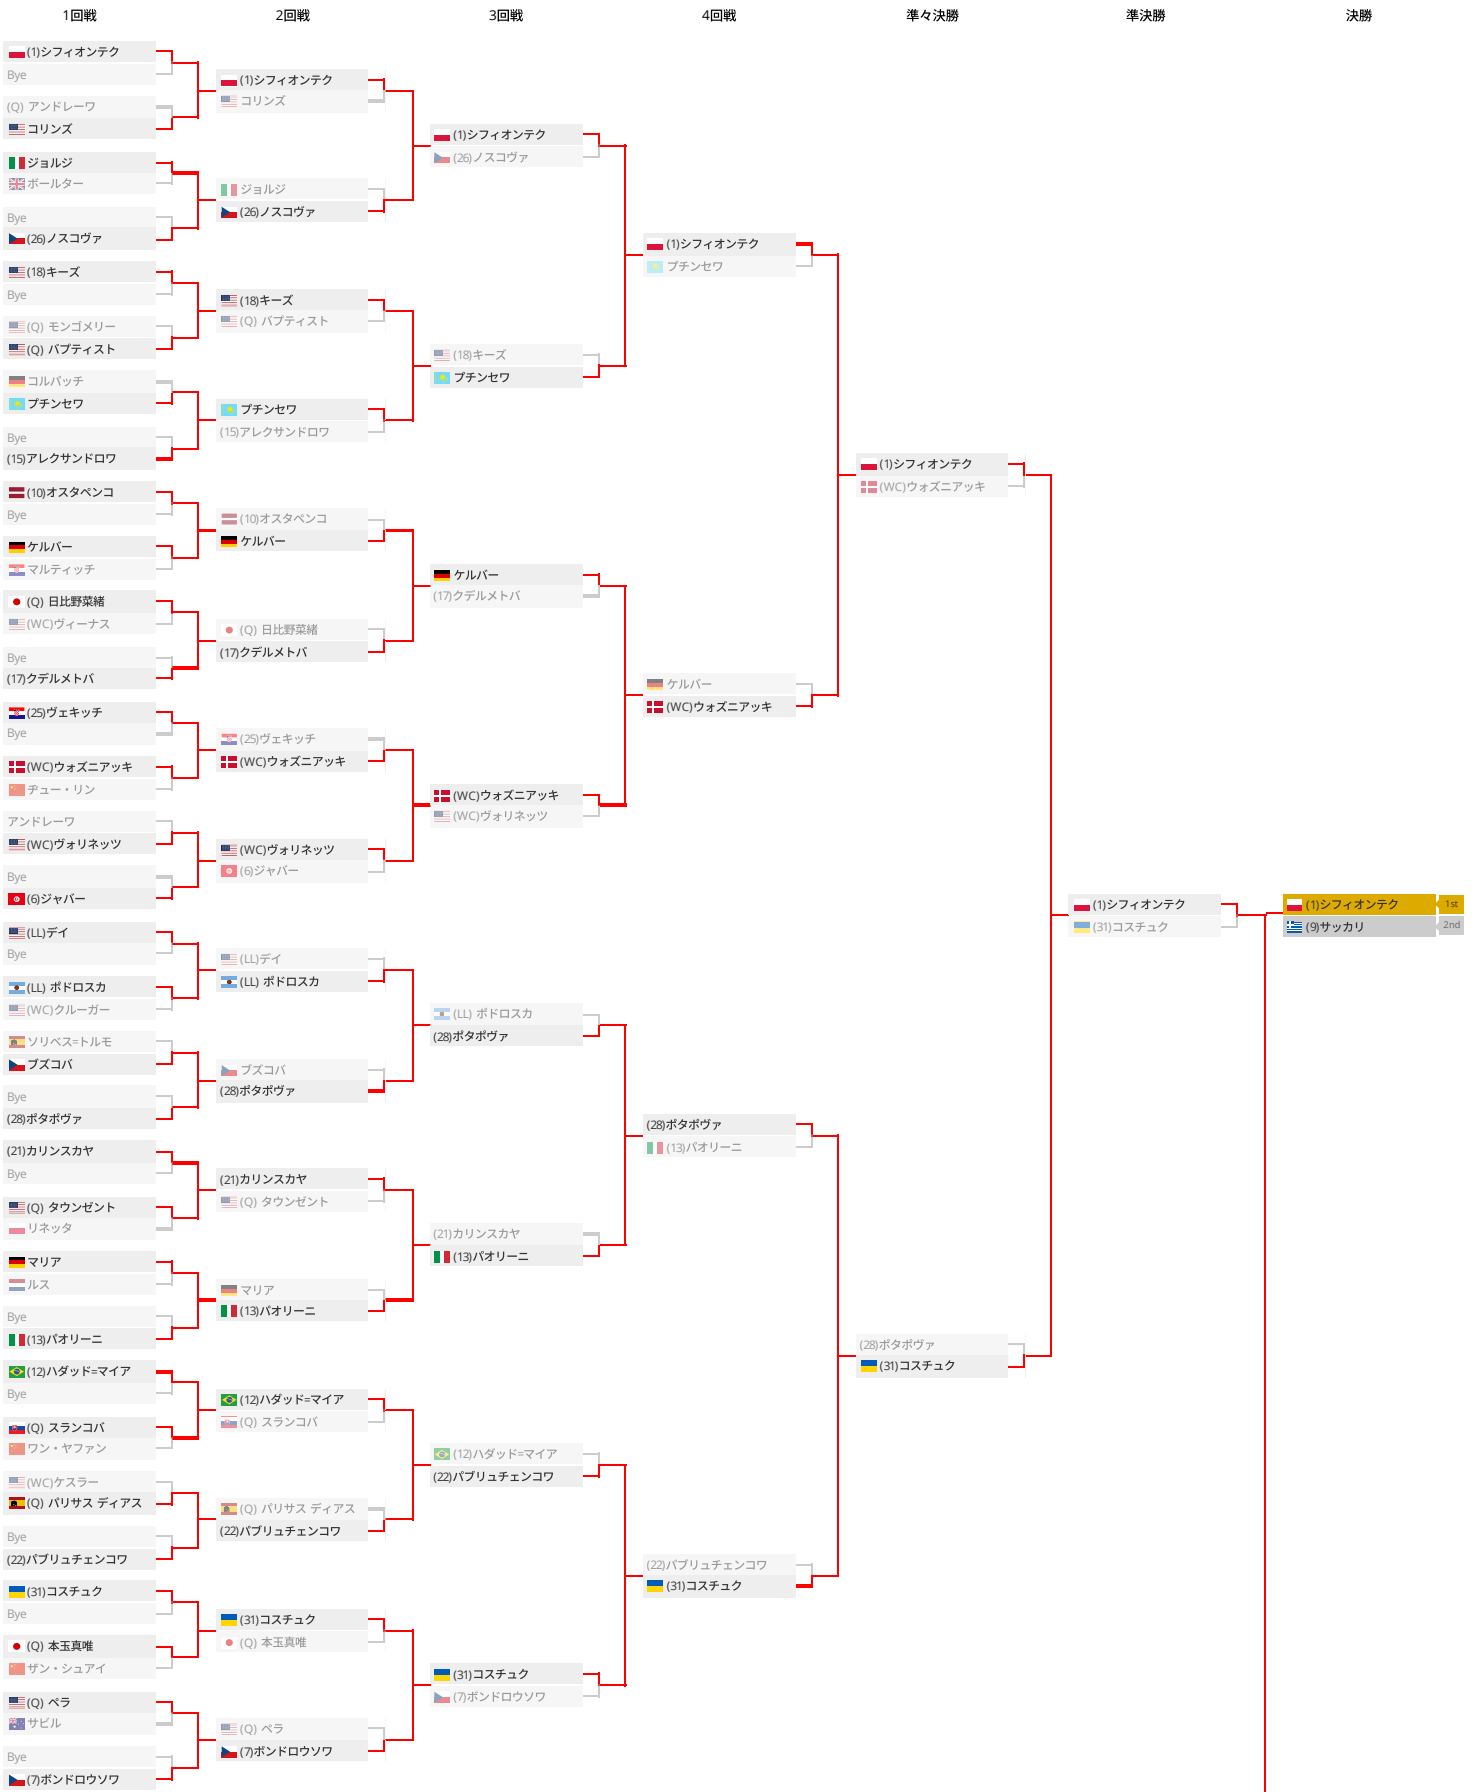 1回戦 2回戦 3回戦 4回戦 準々決勝 準決勝 決勝
(1)シフィオンテク
Bye
(Q) アンドレーワ
コリンズ
ジョルジ
ボールター
Bye
(26)ノスコヴァ
(18)キーズ
Bye
(Q) モンゴメリー
(Q) バプティスト
コルパッチ
プチンセワ
Bye
(15)アレクサンドロワ
(10)オスタペンコ
Bye
ケルバー
マルティッチ
(Q) 日比野菜緒
(WC)ヴィーナス
Bye
(17)クデルメトバ
(25)ヴェキッチ
Bye
(WC)ウォズニアッキ
ヂュー・リン
アンドレーワ
(WC)ヴォリネッツ
Bye
(6)ジャバー
(LL)デイ
Bye
(LL) ポドロスカ
(WC)クルーガー
ソリベス=トルモ
ブズコバ
Bye
(28)ポタポヴァ
(21)カリンスカヤ
Bye
(Q) タウンゼント
リネッタ
マリア
ルス
Bye
(13)パオリーニ
(12)ハダッド=マイア
Bye
(Q) スランコバ
ワン・ヤファン
(WC)ケスラー
(Q) パリサス ディアス
Bye
(22)パブリュチェンコワ
(31)コスチュク
Bye
(Q) 本玉真唯
ザン・シュアイ
(Q) ペラ
サビル
Bye
(7)ボンドロウソワ
(1)シフィオンテク
コリンズ
ジョルジ
(26)ノスコヴァ
(18)キーズ
(Q) バプティスト
プチンセワ
(15)アレクサンドロワ
(10)オスタペンコ
ケルバー
(Q) 日比野菜緒
(17)クデルメトバ
(25)ヴェキッチ
(WC)ウォズニアッキ
(WC)ヴォリネッツ
(6)ジャバー
(LL)デイ
(LL) ポドロスカ
ブズコバ
(28)ポタポヴァ
(21)カリンスカヤ
(Q) タウンゼント
マリア
(13)パオリーニ
(12)ハダッド=マイア
(Q) スランコバ
(Q) パリサス ディアス
(22)パブリュチェンコワ
(31)コスチュク
(Q) 本玉真唯
(Q) ペラ
(7)ボンドロウソワ
(1)シフィオンテク
(26)ノスコヴァ
(18)キーズ
プチンセワ
ケルバー
(17)クデルメトバ
(WC)ウォズニアッキ
(WC)ヴォリネッツ
(LL) ポドロスカ
(28)ポタポヴァ
(21)カリンスカヤ
(13)パオリーニ
(12)ハダッド=マイア
(22)パブリュチェンコワ
(31)コスチュク
(7)ボンドロウソワ
(1)シフィオンテク
プチンセワ
ケルバー
(WC)ウォズニアッキ
(28)ポタポヴァ
(13)パオリーニ
(22)パブリュチェンコワ
(31)コスチュク
(1)シフィオンテク
(WC)ウォズニアッキ
(28)ポタポヴァ
(31)コスチュク
(1)シフィオンテク
(31)コスチュク
(1)シフィオンテク 1st
(9)サッカリ 2nd